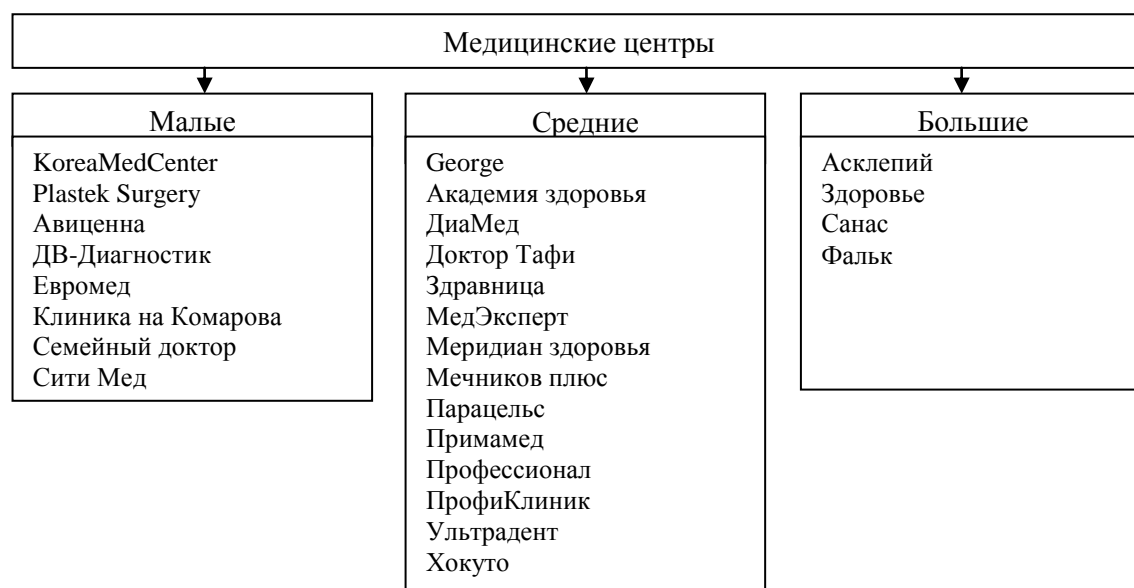 Медицинские центры
Малые
KoreaMedCenter
Plastek Surgery
Авиценна
ДВ-Диагностик
Евромед
Клиника на Комарова
Семейный доктор
Сити Мед
Средние
George
Академия здоровья
ДиаМед
Доктор Тафи
Здравница
МедЭксперт
Меридиан здоровья
Мечников плюс
Парацельс
Примамед
Профессионал
ПрофиКлиник
Ультрадент
Хокуто
Большие
Асклепий
Здоровье
Санас
Фальк